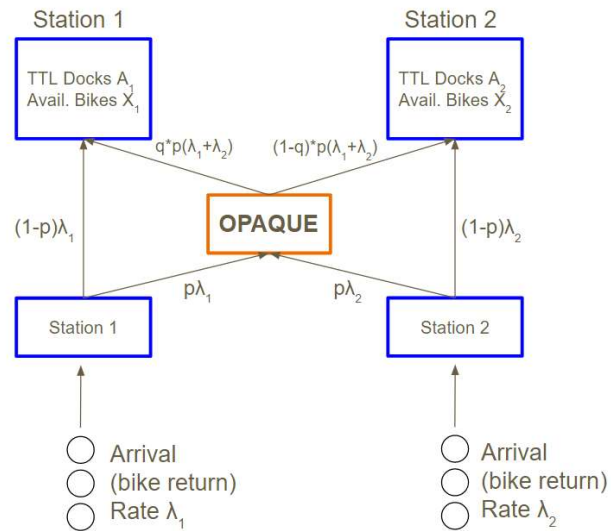 Station 1
Station 2
TTL Docks A₁
Avail. Bikes X₁
TTL Docks A₂
Avail. Bikes X₂
q*p(λ₁+λ₂)
(1-q)*p(λ₁+λ₂)
OPAQUE
(1-p)λ₁
(1-p)λ₂
pλ₁
pλ₂
Station 1
Station 2
Arrival
(bike return)
Rate λ₁
Arrival
(bike return)
Rate λ₂